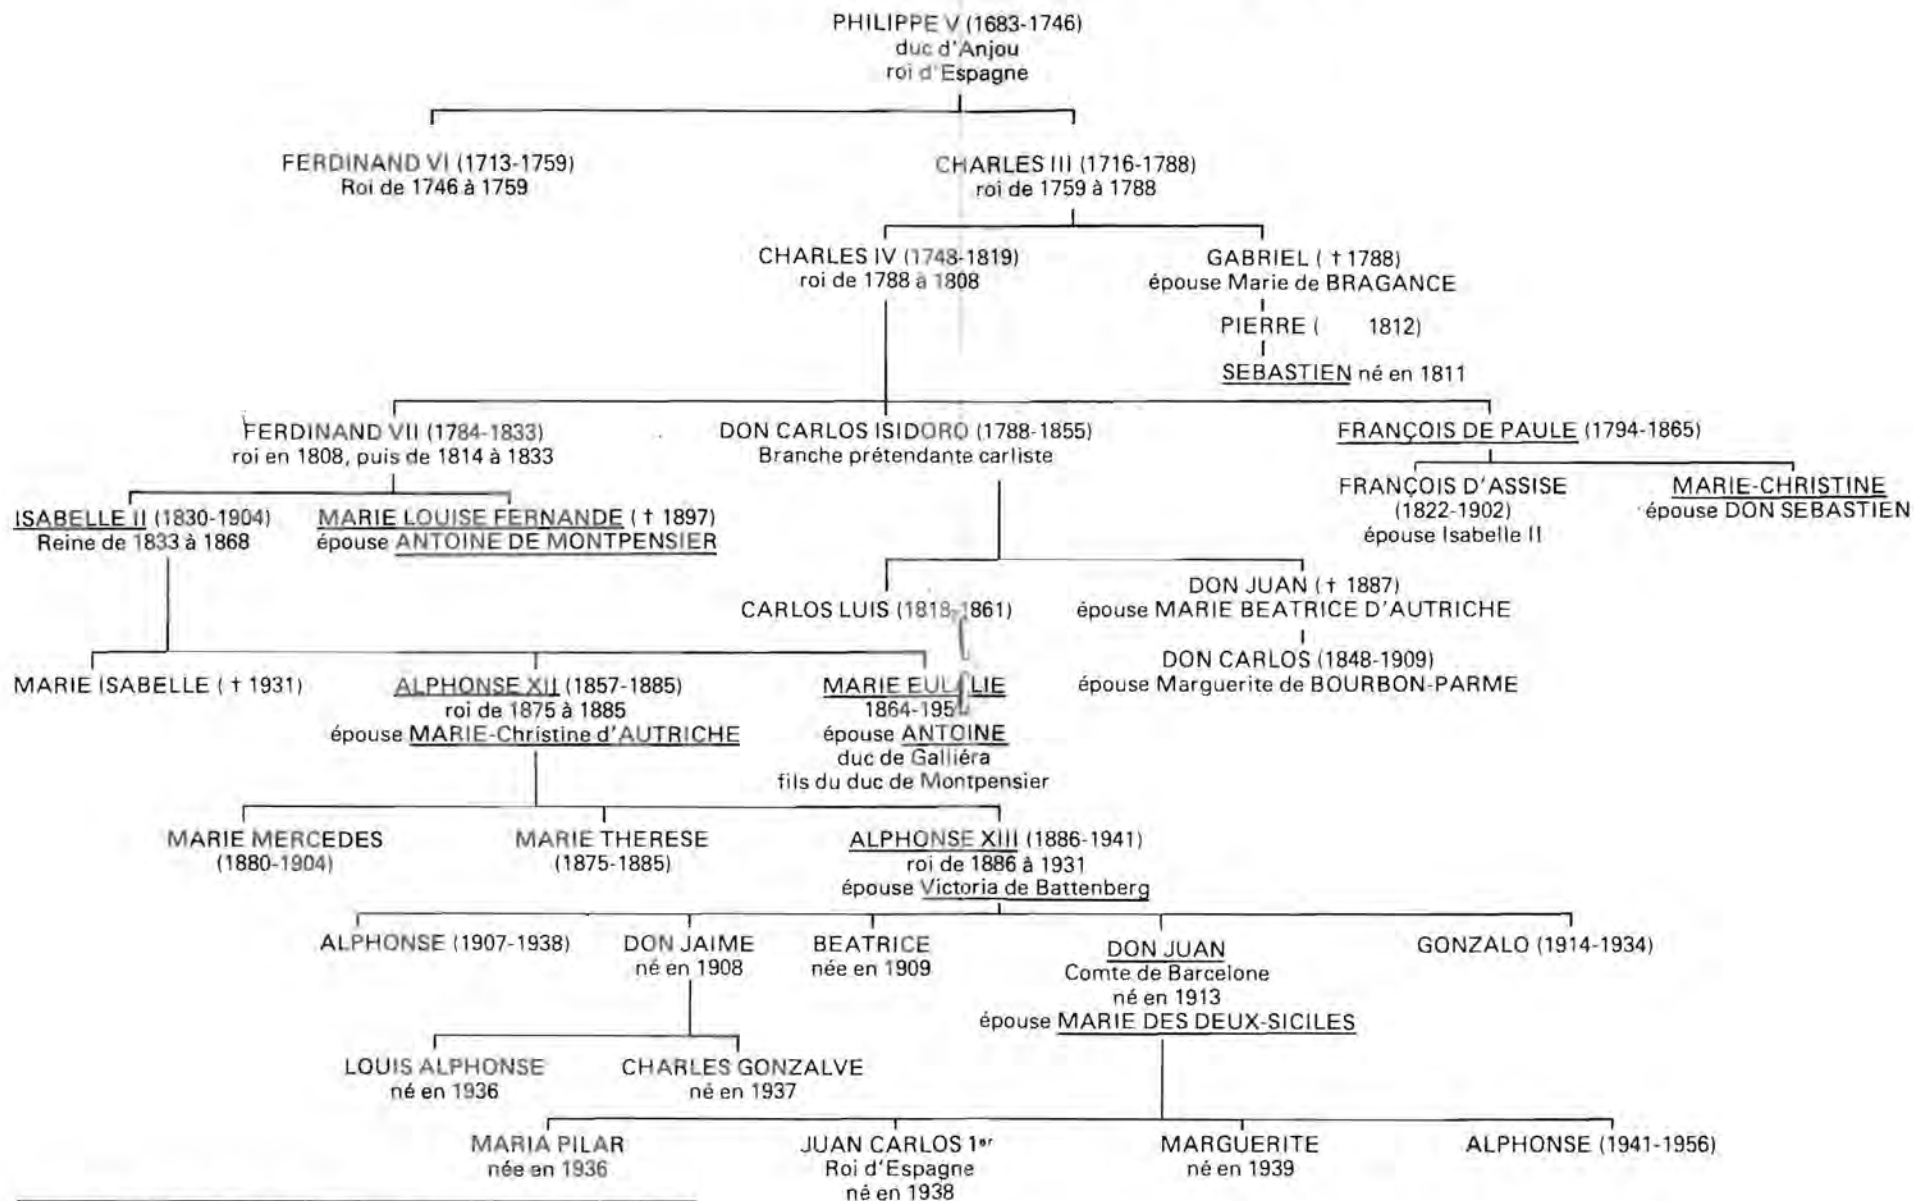 PHILIPPE V (1683-1746)
duc d'Anjou
roi d'Espagne
FERDINAND VI (1713-1759)
Roi de 1746 à 1759
CHARLES III (1716-1788)
roi de 1759 à 1788
CHARLES IV (1748-1819)
roi de 1788 à 1808
GABRIEL ( † 1788)
épouse Marie de BRAGANCE
PIERRE ( 1812)
SEBASTIEN né en 1811
FERDINAND VII (1784-1833)
roi en 1808, puis de 1814 à 1833
DON CARLOS ISIDORO (1788-1855)
Branche prétendante carliste
FRANÇOIS DE PAULE (1794-1865)
FRANÇOIS D'ASSISE
(1822-1902)
épouse Isabelle II
MARIE-CHRISTINE
épouse DON SEBASTIEN
ISABELLE II (1830-1904)
Reine de 1833 à 1868
MARIE LOUISE FERNANDE ( † 1897)
épouse ANTOINE DE MONTPENSIER
CARLOS LUIS (1818-1861)
DON JUAN ( † 1887)
épouse MARIE BEATRICE D'AUTRICHE
DON CARLOS (1848-1909)
épouse Marguerite de BOURBON-PARME
MARIE ISABELLE ( † 1931)
ALPHONSE XII (1857-1885)
roi de 1875 à 1885
épouse MARIE-Christine d'AUTRICHE
MARIE EULALIE
1864-195
épouse ANTOINE
duc de Galliéra
fils du duc de Montpensier
MARIE MERCEDES
(1880-1904)
MARIE THERESE
(1875-1885)
ALPHONSE XIII (1886-1941)
roi de 1886 à 1931
épouse Victoria de Battenberg
ALPHONSE (1907-1938)
DON JAIME
né en 1908
BEATRICE
née en 1909
DON JUAN
Comte de Barcelone
né en 1913
épouse MARIE DES DEUX-SICILES
GONZALO (1914-1934)
LOUIS ALPHONSE
né en 1936
CHARLES GONZALVE
né en 1937
MARIA PILAR
née en 1936
JUAN CARLOS 1er
Roi d'Espagne
né en 1938
MARGUERITE
né en 1939
ALPHONSE (1941-1956)